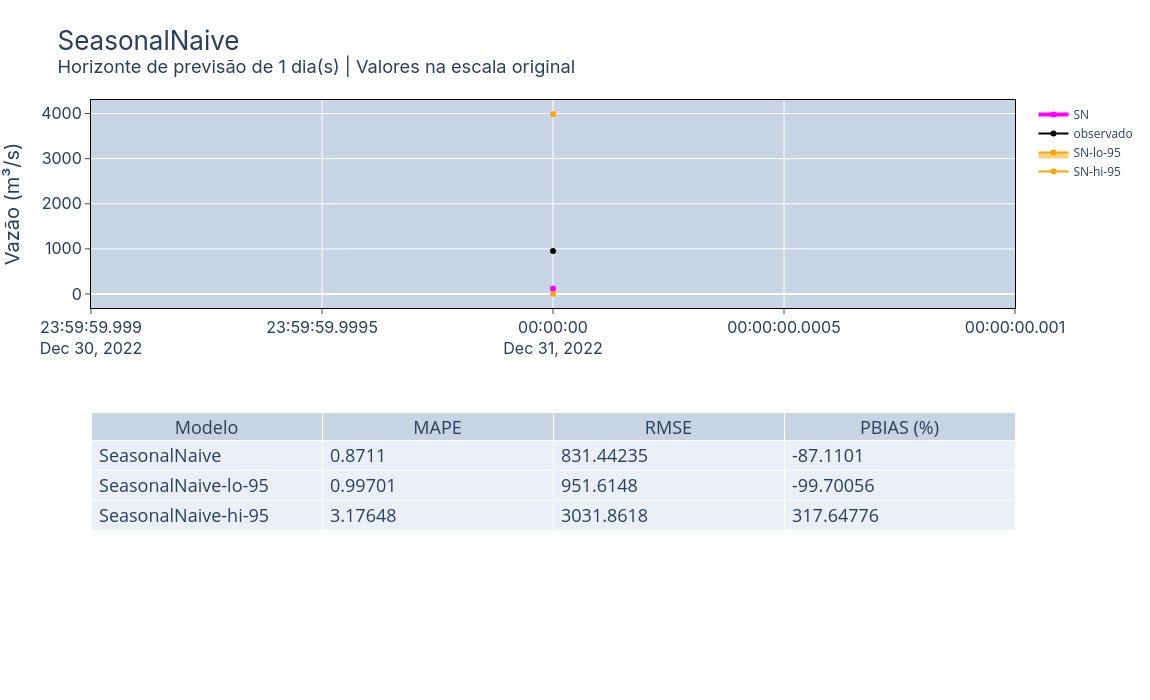 SeasonalNaive
Horizonte de previsão de 1 dia(s) | Valores na escala original
Vazão (m³/s)
4000
3000
2000
1000
0
23:59:59.999
Dec 30, 2022
23:59:59.9995
00:00:00
Dec 31, 2022
00:00:00.0005
00:00:00.001
SN
observado
SN-lo-95
SN-hi-95
Modelo MAPE RMSE PBIAS (%)
SeasonalNaive 0.8711 831.44235 -87.1101
SeasonalNaive-lo-95 0.99701 951.6148 -99.70056
SeasonalNaive-hi-95 3.17648 3031.8618 317.64776